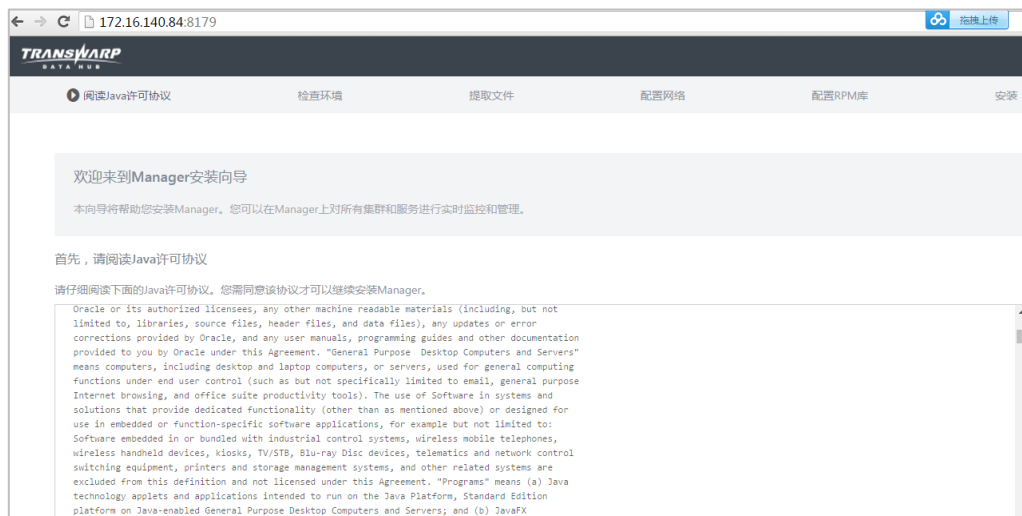 172.16.140.84:8179
拖拽上传
TRANSWARP
DATA HUB
阅读Java许可协议 检查环境 提取文件 配置网络 配置RPM库 安装
欢迎来到Manager安装向导
本向导将帮助您安装Manager。您可以在Manager上对所有集群和服务进行实时监控和管理。
首先，请阅读Java许可协议
请仔细阅读下面的Java许可协议。您需同意该协议才可以继续安装Manager。
Oracle or its authorized licensees, any other machine readable materials (including, but not
limited to, libraries, source files, header files, and data files), any updates or error
corrections provided by Oracle, and any user manuals, programming guides and other documentation
provided to you by Oracle under this Agreement. "General Purpose  Desktop Computers and Servers"
means computers, including desktop and laptop computers, or servers, used for general computing
functions under end user control (such as but not specifically limited to email, general purpose
Internet browsing, and office suite productivity tools). The use of Software in systems and
solutions that provide dedicated functionality (other than as mentioned above) or designed for
use in embedded or function-specific software applications, for example but not limited to:
Software embedded in or bundled with industrial control systems, wireless mobile telephones,
wireless handheld devices, kiosks, TV/STB, Blu-ray Disc devices, telematics and network control
switching equipment, printers and storage management systems, and other related systems are
excluded from this definition and not licensed under this Agreement. "Programs" means (a) Java
technology applets and applications intended to run on the Java Platform, Standard Edition
platform on Java-enabled General Purpose Desktop Computers and Servers; and (b) JavaFX